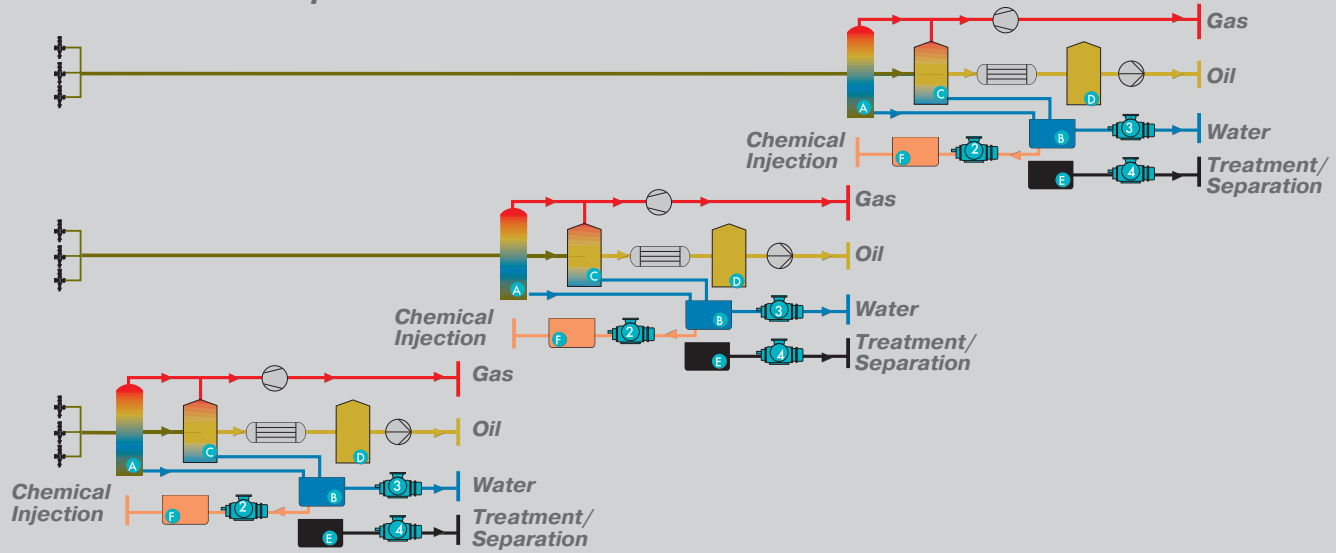 Gas
Oil
A
C
D
B
3
Water
Chemical
Injection
F
2
E
4
Treatment/
Separation
Gas
Oil
A
C
D
B
3
Water
Chemical
Injection
F
2
E
4
Treatment/
Separation
Gas
Oil
A
C
D
B
3
Water
Chemical
Injection
F
2
E
4
Treatment/
Separation